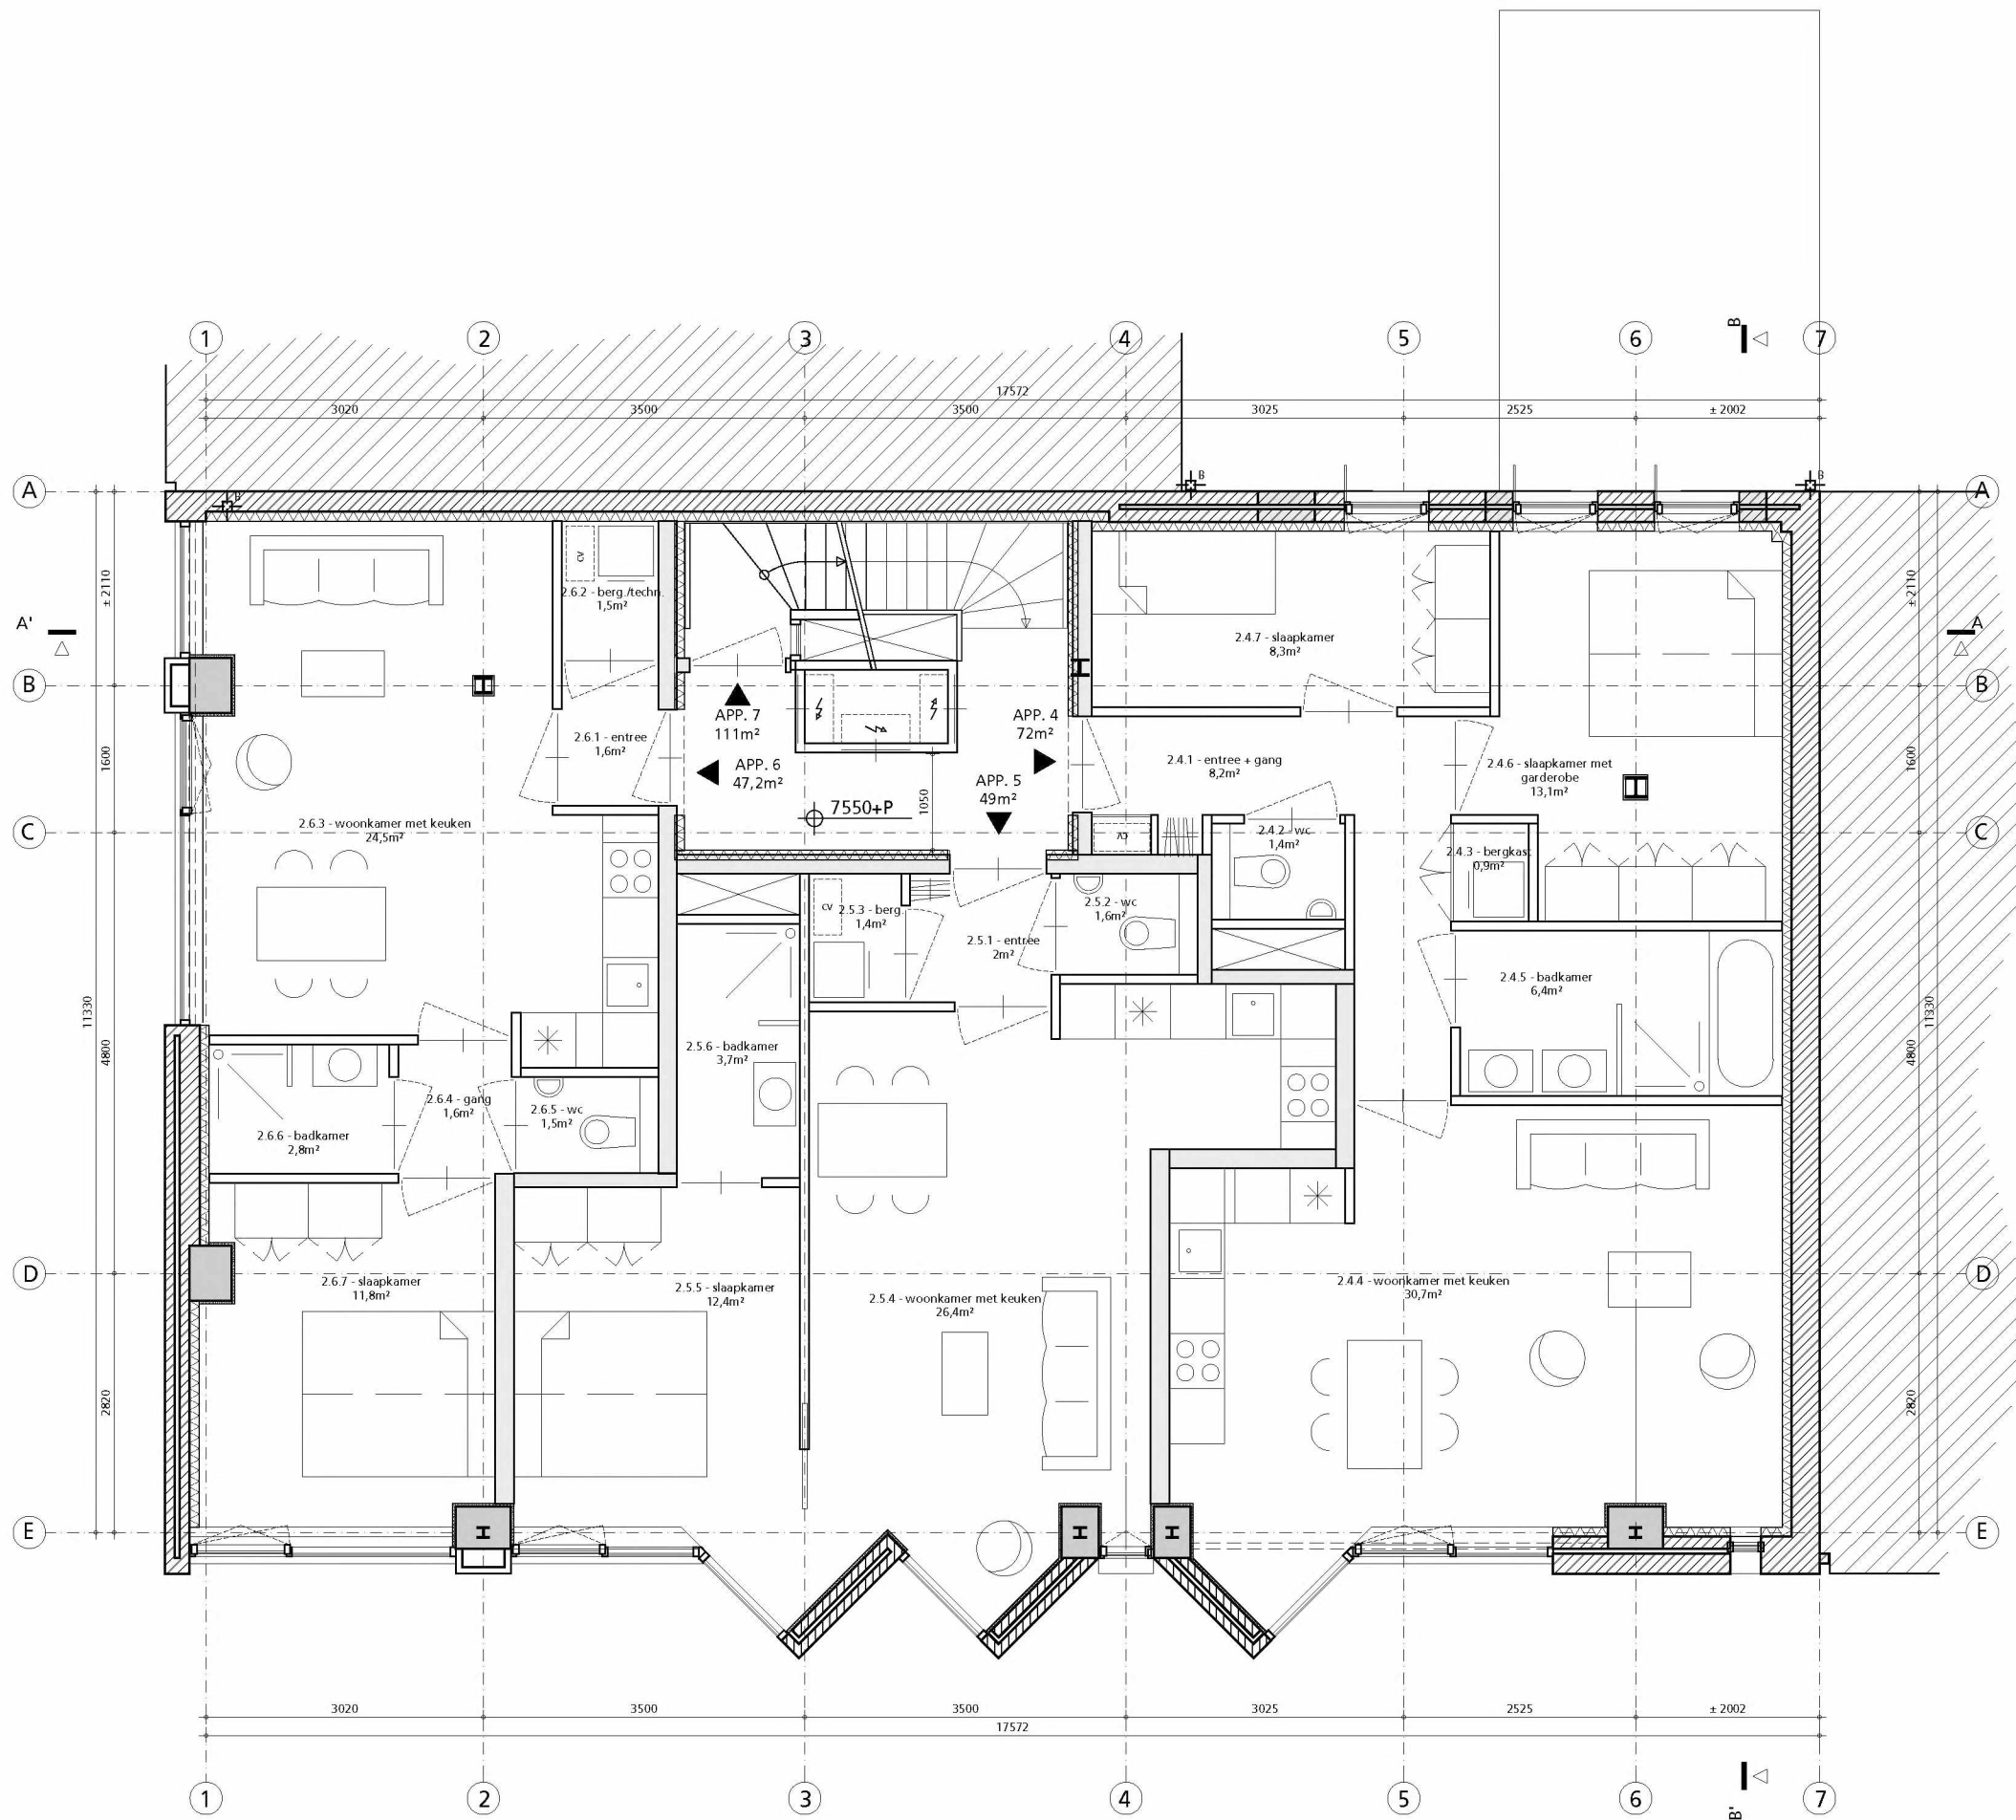 1 2 3 4 5 6 7
B
17572
3020 3500 3500 3025 2525 ± 2002
A
A
B
B
B
± 2110
± 2110
A'
A
B
B
CV
2.6.2 - berg./techn.
1,5m²
2.4.7 - slaapkamer
8,3m²
APP. 7
111m²
APP. 4
72m²
2.6.1 - entree
1,6m²
1600
1600
APP. 6
47,2m²
2.4.1 - entree + gang
8,2m²
2.4.6 - slaapkamer met
garderobe
13,1m²
APP. 5
49m²
1050
7550+P
2.6.3 - woonkamer met keuken
24,5m²
C
C
CV
2.4.2 - wc
1,4m²
2.4.3 - bergkast
0,9m²
CV
2.5.3 - berg.
1,4m²
2.5.2 - wc
1,6m²
2.5.1 - entree
2m²
2.4.5 - badkamer
6,4m²
11330
11330
4800
4800
2.5.6 - badkamer
3,7m²
2.6.4 - gang
1,6m²
2.6.5 - wc
1,5m²
2.6.6 - badkamer
2,8m²
D
D
2.6.7 - slaapkamer
11,8m²
2.5.5 - slaapkamer
12,4m²
2.5.4 - woonkamer met keuken
26,4m²
2.4.4 - woonkamer met keuken
30,7m²
2820
2820
E
E
3020 3500 3500 3025 2525 ± 2002
17572
1 2 3 4 5 6 7
B'